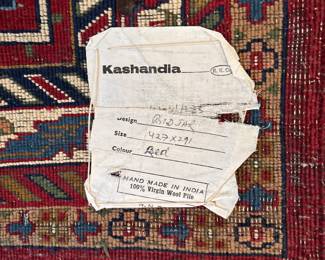 Kashandia
Design BIDJAR
Size 427X291
Colour Red
HAND MADE IN INDIA
100% Virgin Wool Pile